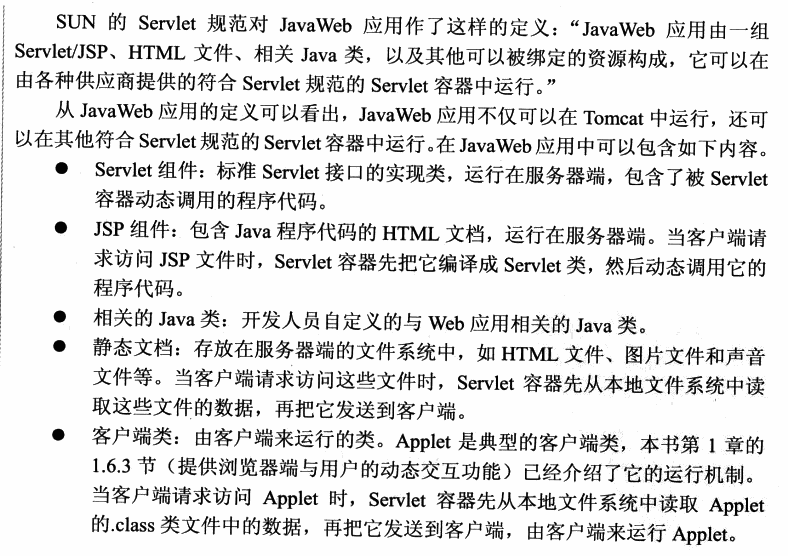 SUN 的 Servlet 规范对 JavaWeb 应用作了这样的定义：“JavaWeb 应用由一组
Servlet/JSP、HTML 文件、相关 Java 类，以及其他可以被绑定的资源构成，它可以在
由各种供应商提供的符合 Servlet 规范的 Servlet 容器中运行。”
从 JavaWeb 应用的定义可以看出，JavaWeb 应用不仅可以在 Tomcat 中运行，还可
以在其他符合 Servlet 规范的 Servlet 容器中运行。在 JavaWeb 应用中可以包含如下内容。
● Servlet 组件：标准 Servlet 接口的实现类，运行在服务器端，包含了被 Servlet
容器动态调用的程序代码。
● JSP 组件：包含 Java 程序代码的 HTML 文档，运行在服务器端。当客户端请
求访问 JSP 文件时，Servlet 容器先把它编译成 Servlet 类，然后动态调用它的
程序代码。
● 相关的 Java 类：开发人员自定义的与 Web 应用相关的 Java 类。
● 静态文档：存放在服务器端的文件系统中，如 HTML 文件、图片文件和声音
文件等。当客户端请求访问这些文件时，Servlet 容器先从本地文件系统中读
取这些文件的数据，再把它发送到客户端。
● 客户端类：由客户端来运行的类。Applet 是典型的客户端类，本书第 1 章的
1.6.3 节（提供浏览器端与用户的动态交互功能）已经介绍了它的运行机制。
当客户端请求访问 Applet 时，Servlet 容器先从本地文件系统中读取 Applet
的.class 类文件中的数据，再把它发送到客户端，由客户端来运行 Applet。